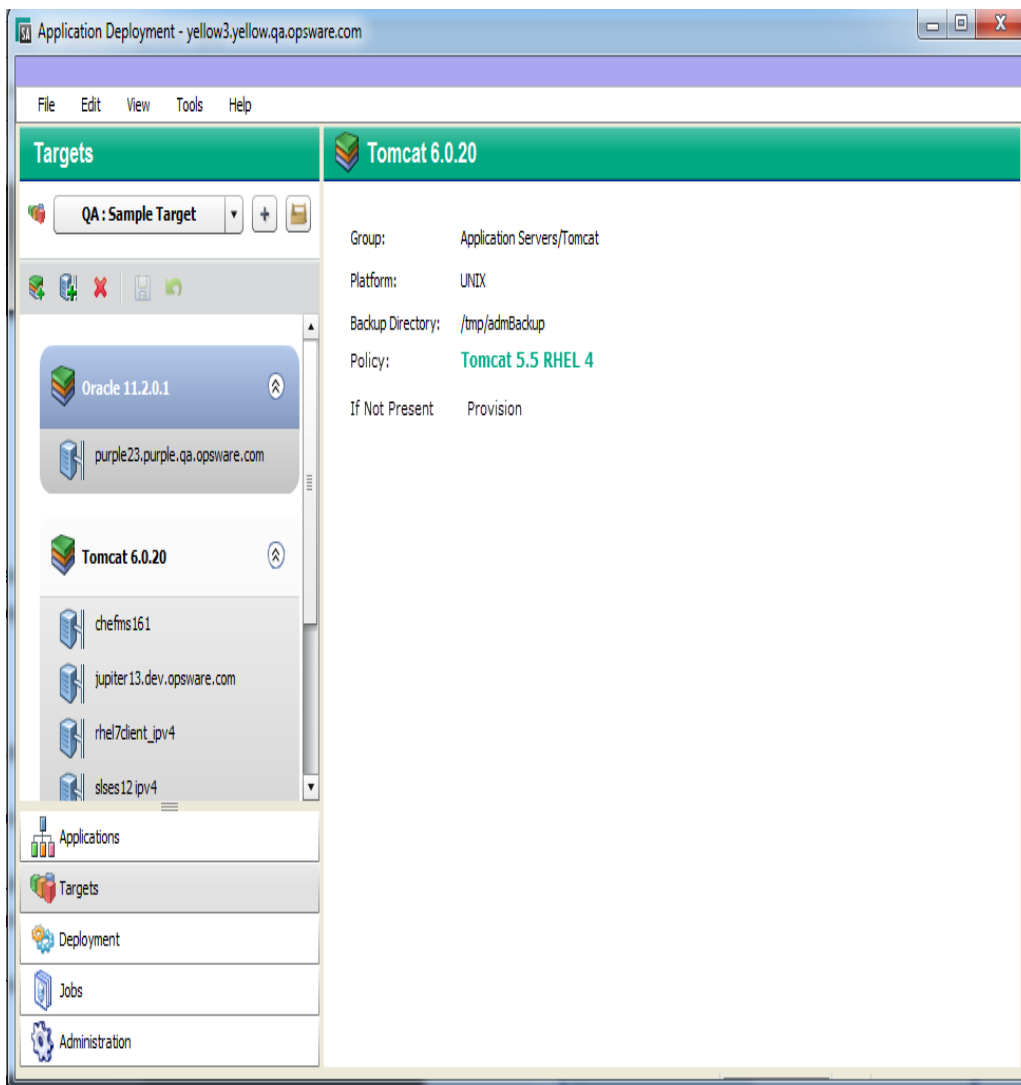 SA Application Deployment - yellow3.yellow.qa.opsware.com
File Edit View Tools Help
Targets
QA : Sample Target
Oracle 11.2.0.1
purple23.purple.qa.opsware.com
Tomcat 6.0.20
chefms161
jupiter13.dev.opsware.com
rhel7client_ipv4
slses12 ipv4
Applications
Targets
Deployment
Jobs
Administration
Tomcat 6.0.20
Group: Application Servers/Tomcat
Platform: UNIX
Backup Directory: /tmp/admBackup
Policy: Tomcat 5.5 RHEL 4
If Not Present Provision